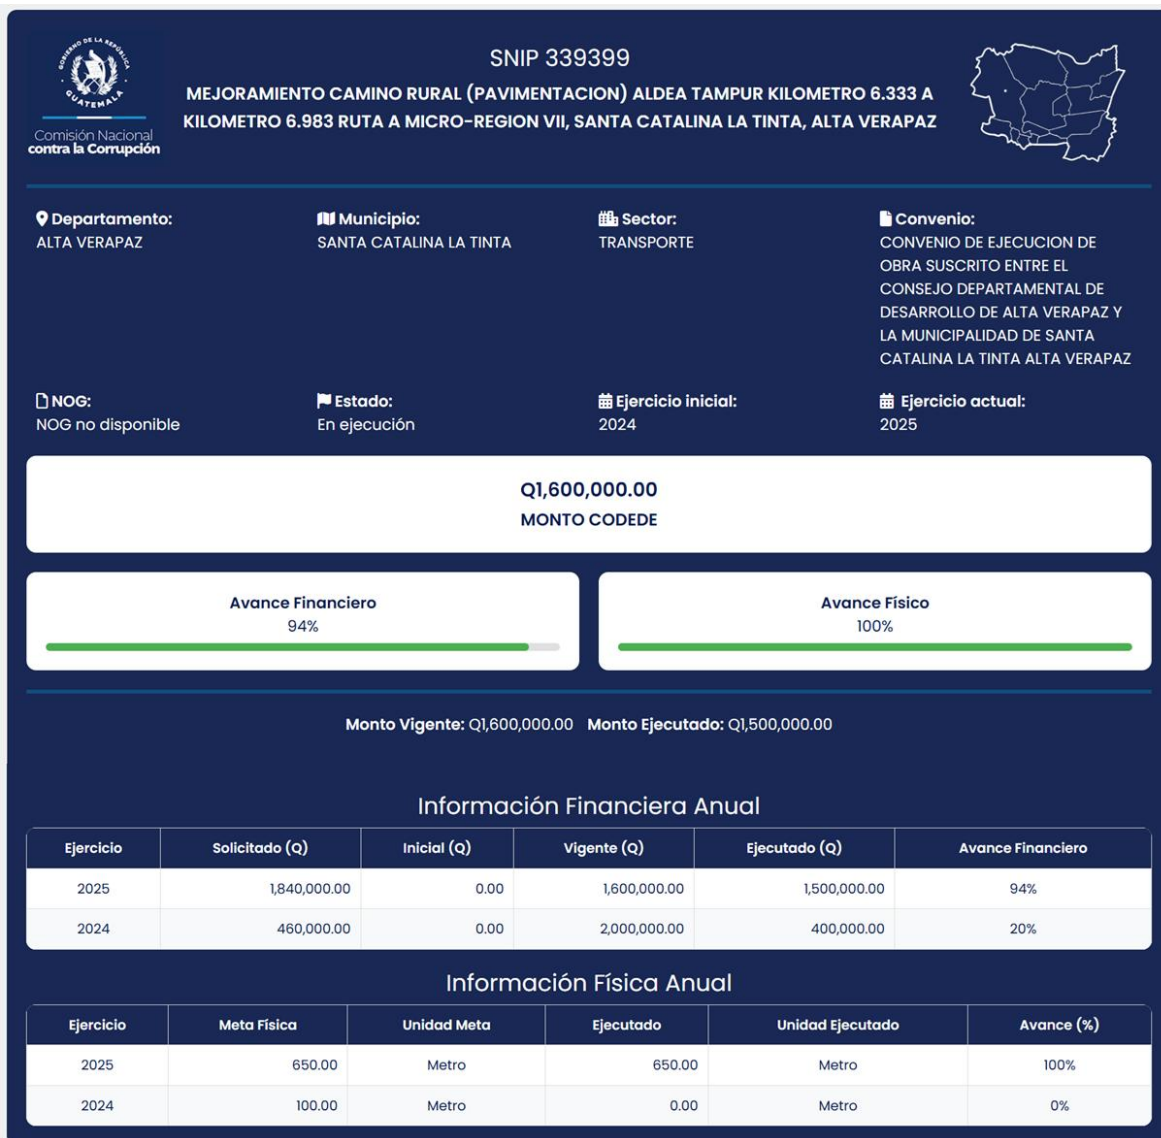 GOBIERNO DE LA REPÚBLICA
GUATEMALA
Comisión Nacional
contra la Corrupción
SNIP 339399
MEJORAMIENTO CAMINO RURAL (PAVIMENTACION) ALDEA TAMPUR KILOMETRO 6.333 A
KILOMETRO 6.983 RUTA A MICRO-REGION VII, SANTA CATALINA LA TINTA, ALTA VERAPAZ
Departamento:
ALTA VERAPAZ
Municipio:
SANTA CATALINA LA TINTA
Sector:
TRANSPORTE
Convenio:
CONVENIO DE EJECUCION DE
OBRA SUSCRITO ENTRE EL
CONSEJO DEPARTAMENTAL DE
DESARROLLO DE ALTA VERAPAZ Y
LA MUNICIPALIDAD DE SANTA
CATALINA LA TINTA ALTA VERAPAZ
NOG:
NOG no disponible
Estado:
En ejecución
Ejercicio inicial:
2024
Ejercicio actual:
2025
Q1,600,000.00
MONTO CODEDE
Avance Financiero
94%
Avance Físico
100%
Monto Vigente: Q1,600,000.00 Monto Ejecutado: Q1,500,000.00
Información Financiera Anual
Ejercicio Solicitado (Q) Inicial (Q) Vigente (Q) Ejecutado (Q) Avance Financiero
2025 1,840,000.00 0.00 1,600,000.00 1,500,000.00 94%
2024 460,000.00 0.00 2,000,000.00 400,000.00 20%
Información Física Anual
Ejercicio Meta Física Unidad Meta Ejecutado Unidad Ejecutado Avance (%)
2025 650.00 Metro 650.00 Metro 100%
2024 100.00 Metro 0.00 Metro 0%